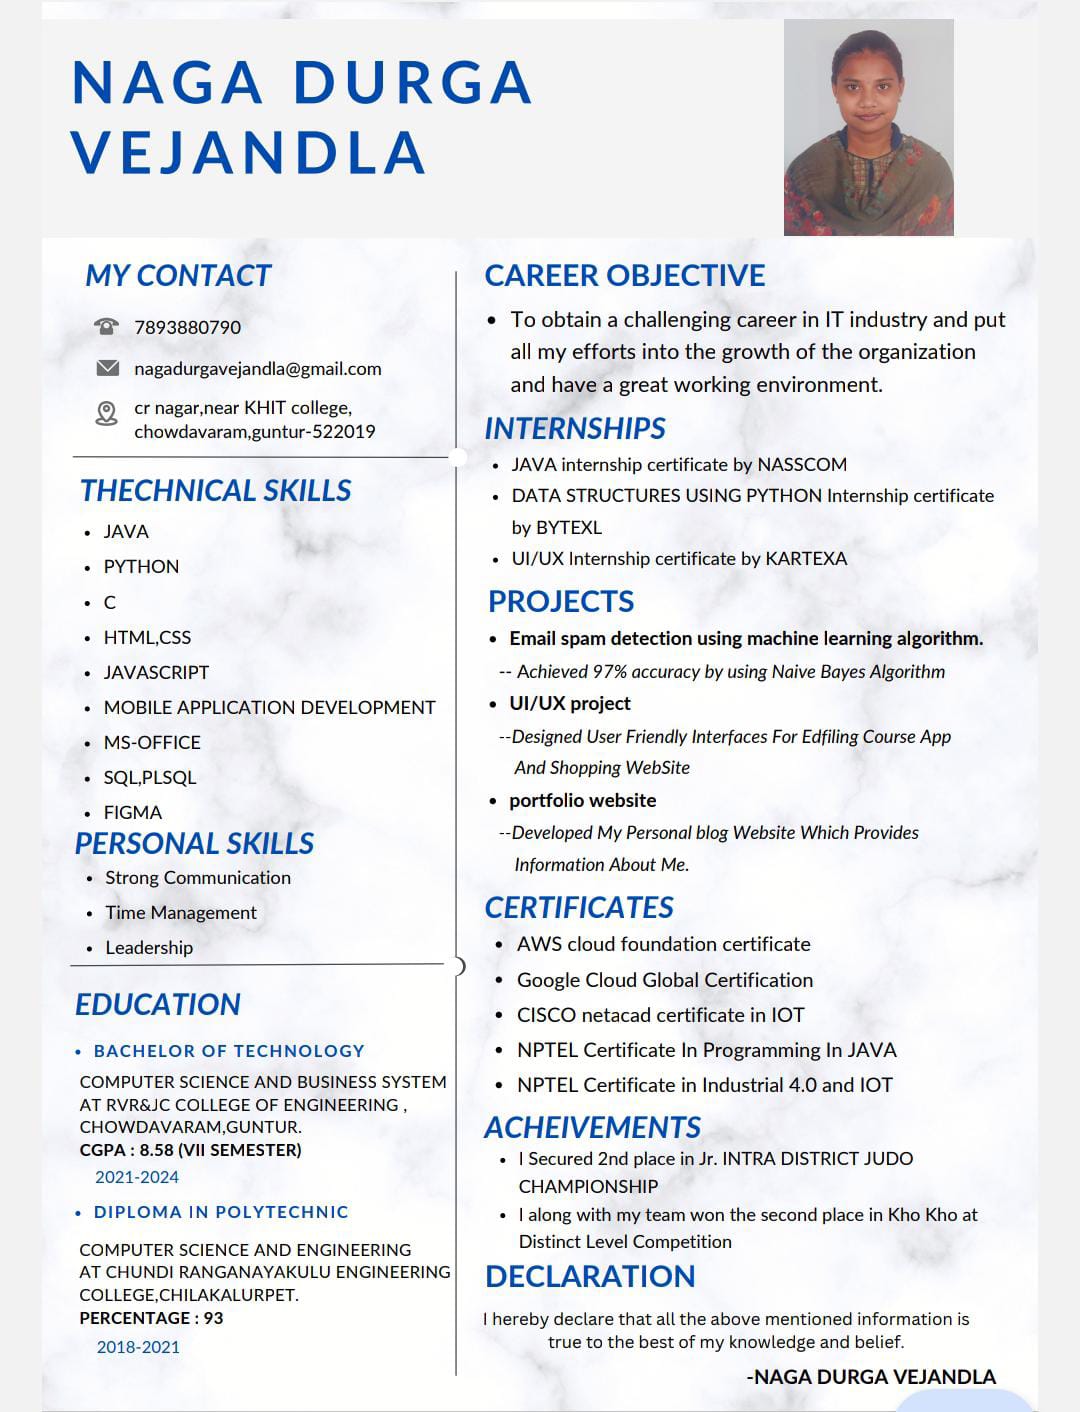 NAGA DURGA
VEJANDLA
MY CONTACT
7893880790
nagadurgavejandla@gmail.com
cr nagar,near KHIT college,
chowdavaram,guntur-522019
THECHNICAL SKILLS
• JAVA
• PYTHON
• C
• HTML,CSS
• JAVASCRIPT
• MOBILE APPLICATION DEVELOPMENT
• MS-OFFICE
• SQL,PLSQL
• FIGMA
PERSONAL SKILLS
• Strong Communication
• Time Management
• Leadership
EDUCATION
• BACHELOR OF TECHNOLOGY
COMPUTER SCIENCE AND BUSINESS SYSTEM
AT RVR&JC COLLEGE OF ENGINEERING ,
CHOWDAVARAM,GUNTUR.
CGPA : 8.58 (VII SEMESTER)
2021-2024
• DIPLOMA IN POLYTECHNIC
COMPUTER SCIENCE AND ENGINEERING
AT CHUNDI RANGANAYAKULU ENGINEERING
COLLEGE,CHILAKALURPET.
PERCENTAGE : 93
2018-2021
CAREER OBJECTIVE
• To obtain a challenging career in IT industry and put
all my efforts into the growth of the organization
and have a great working environment.
INTERNSHIPS
• JAVA internship certificate by NASSCOM
• DATA STRUCTURES USING PYTHON Internship certificate
by BYTEXL
• UI/UX Internship certificate by KARTEXA
PROJECTS
• Email spam detection using machine learning algorithm.
-- Achieved 97% accuracy by using Naive Bayes Algorithm
• UI/UX project
--Designed User Friendly Interfaces For Edfiling Course App
And Shopping WebSite
• portfolio website
--Developed My Personal blog Website Which Provides
Information About Me.
CERTIFICATES
• AWS cloud foundation certificate
• Google Cloud Global Certification
• CISCO netacad certificate in IOT
• NPTEL Certificate In Programming In JAVA
• NPTEL Certificate in Industrial 4.0 and IOT
ACHEIVEMENTS
• I Secured 2nd place in Jr. INTRA DISTRICT JUDO
CHAMPIONSHIP
• I along with my team won the second place in Kho Kho at
Distinct Level Competition
DECLARATION
I hereby declare that all the above mentioned information is
true to the best of my knowledge and belief.
-NAGA DURGA VEJANDLA